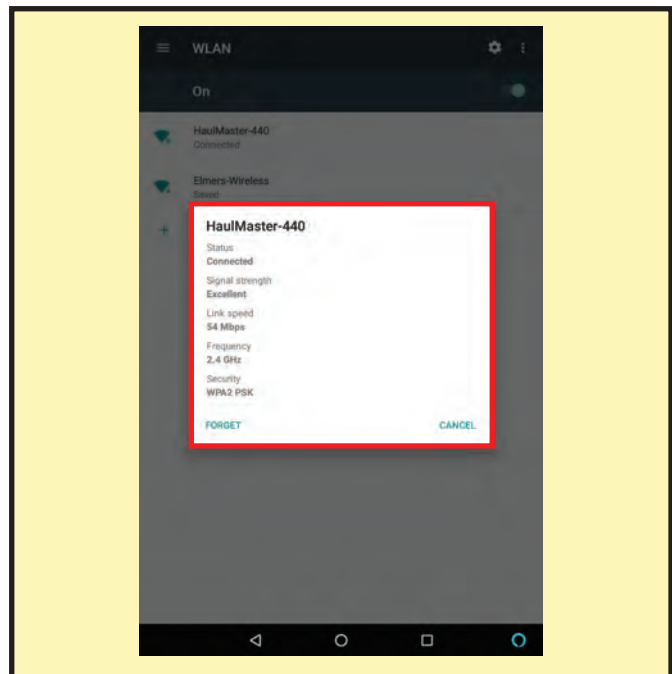 WLAN
On
HaulMaster-440
Connected
Elmers-Wireless
Saved
HaulMaster-440
Status
Connected
Signal strength
Excellent
Link speed
54 Mbps
Frequency
2.4 GHz
Security
WPA2 PSK
FORGET CANCEL